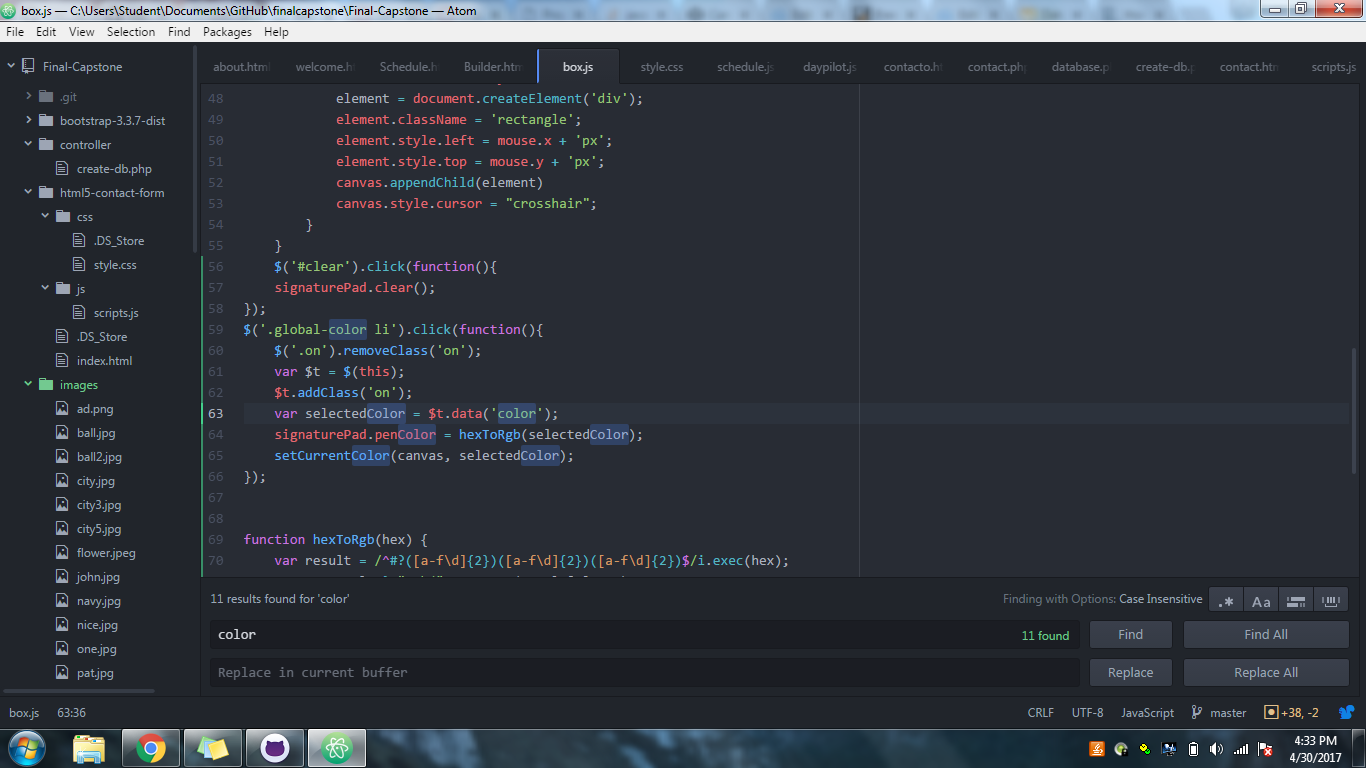 box.js — C:\Users\Student\Documents\GitHub\finalcapstone\Final-Capstone — Atom
File Edit View Selection Find Packages Help
Final-Capstone
.git
bootstrap-3.3.7-dist
controller
create-db.php
html5-contact-form
css
.DS_Store
style.css
js
scripts.js
.DS_Store
index.html
images
ad.png
ball.jpg
ball2.jpg
city.jpg
city3.jpg
city5.jpg
flower.jpeg
john.jpg
navy.jpg
nice.jpg
one.jpg
pat.jpg
about.html welcome.h Schedule.h Builder.htm box.js style.css schedule.js daypilot.js contacto.h contact.php database.p create-db.p contact.htm scripts.js
48 element = document.createElement('div');
49 element.className = 'rectangle';
50 element.style.left = mouse.x + 'px';
51 element.style.top = mouse.y + 'px';
52 canvas.appendChild(element)
53 canvas.style.cursor = "crosshair";
54 }
55 }
56 $('#clear').click(function(){
57 signaturePad.clear();
58 });
59 $('.global-color li').click(function(){
60 $('.on').removeClass('on');
61 var $t = $(this);
62 $t.addClass('on');
63 var selectedColor = $t.data('color');
64 signaturePad.penColor = hexToRgb(selectedColor);
65 setCurrentColor(canvas, selectedColor);
66 });
67
68
69 function hexToRgb(hex) {
70 var result = /^#?([a-f\d]{2})([a-f\d]{2})([a-f\d]{2})$/i.exec(hex);
11 results found for 'color'
Finding with Options: Case Insensitive
.* Aa
color
11 found
Find
Find All
Replace in current buffer
Replace
Replace All
box.js 63:36
CRLF UTF-8 JavaScript master +38, -2
4:33 PM
4/30/2017